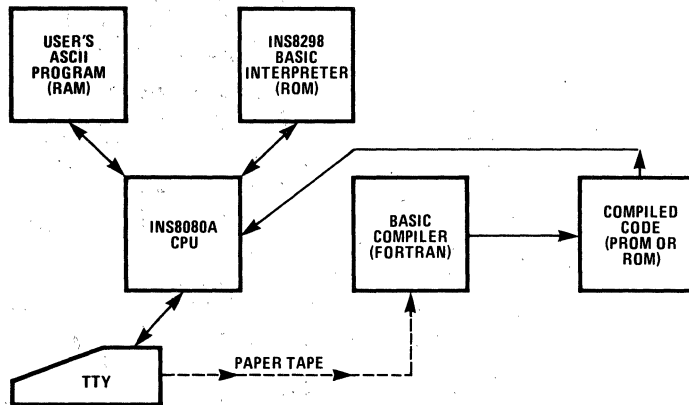 USER'S
ASCII
PROGRAM
(RAM)
INS8298
BASIC
INTERPRETER
(ROM)
INS8080A
CPU
BASIC
COMPILER
(FORTRAN)
COMPILED
CODE
(PROM OR
ROM)
PAPER TAPE
TTY